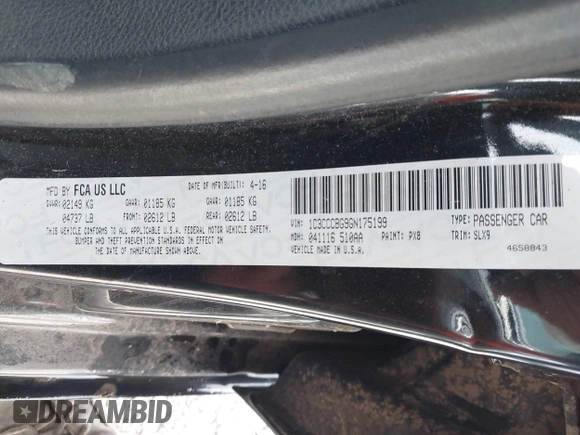 MFD BY FCA US LLC DATE OF MFR(BUILT): 4-16
GVWR: 02149 KG GAWR: 01185 KG GAWR: 01185 KG
04737 LB FRONT: 02612 LB REAR: 02612 LB
THIS VEHICLE CONFORMS TO ALL APPLICABLE U.S.A. FEDERAL MOTOR VEHICLE SAFETY,
BUMPER AND THEFT PREVENTION STANDARDS IN EFFECT ON
THE DATE OF MANUFACTURE SHOWN ABOVE.
VIN: 1C3CCCBG9GN175199 TYPE: PASSENGER CAR
MDH: 041116 510AA PAINT: PX8 TRIM: SLX9
VEHICLE MADE IN U.S.A. 4658843
DREAMBID